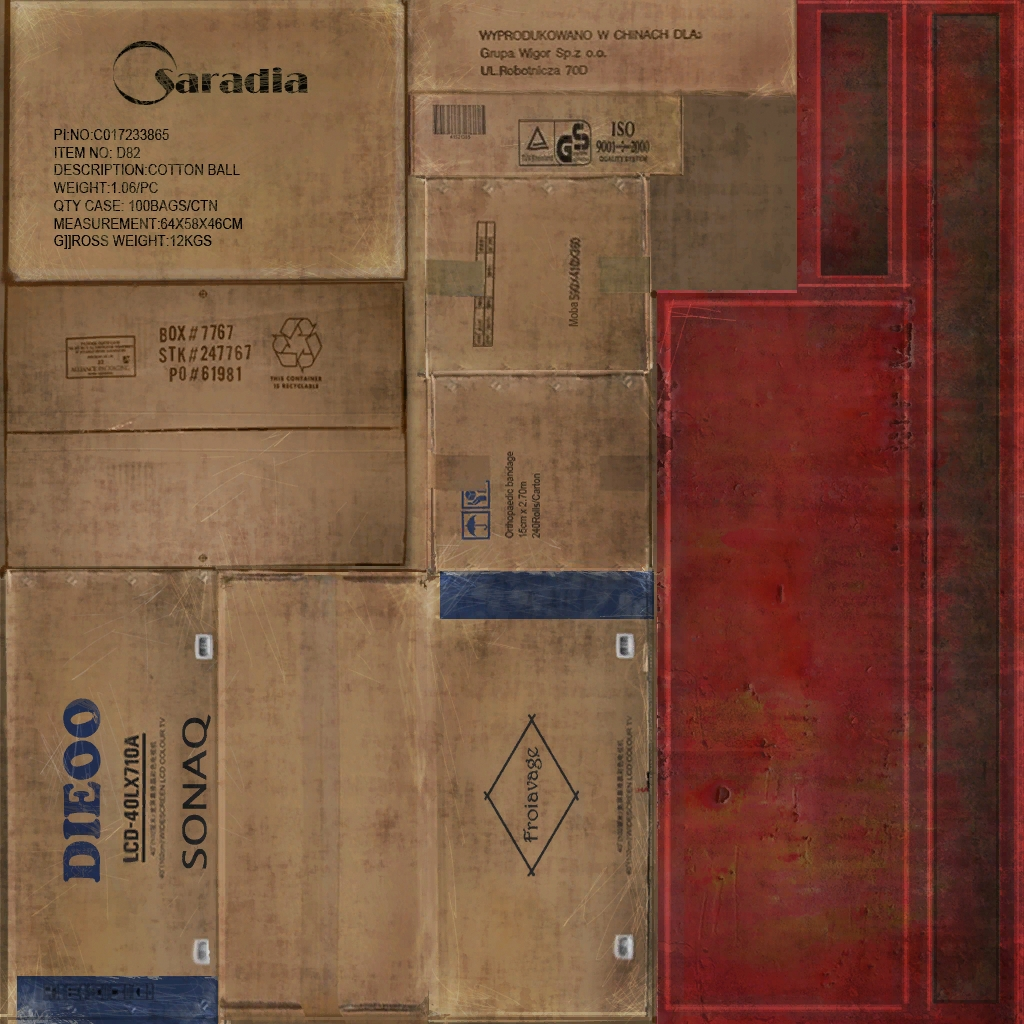 Saradia
PI:NO:C017233865
ITEM NO: D82
DESCRIPTION:COTTON BALL
WEIGHT:1.06/PC
QTY CASE: 100BAGS/CTN
MEASUREMENT:64X58X46CM
G]]ROSS WEIGHT:12KGS
WYPRODUKOWANO W CHINACH DLA:
Grupa Wigor Sp.z o.o.
UL.Robotnicza 70D
GS
ISO
9001-:-2000
QUALITY SYSTEM
Moba 590X410X360
BOX#7767
STK#247767
PO#61981
THIS CONTAINER
IS RECYCLABLE
Orthopaedic bandage
15cm x 2.70m
240Rolls/Carton
DIEOO
LCD-40LX710A
SONAQ
Froiavage